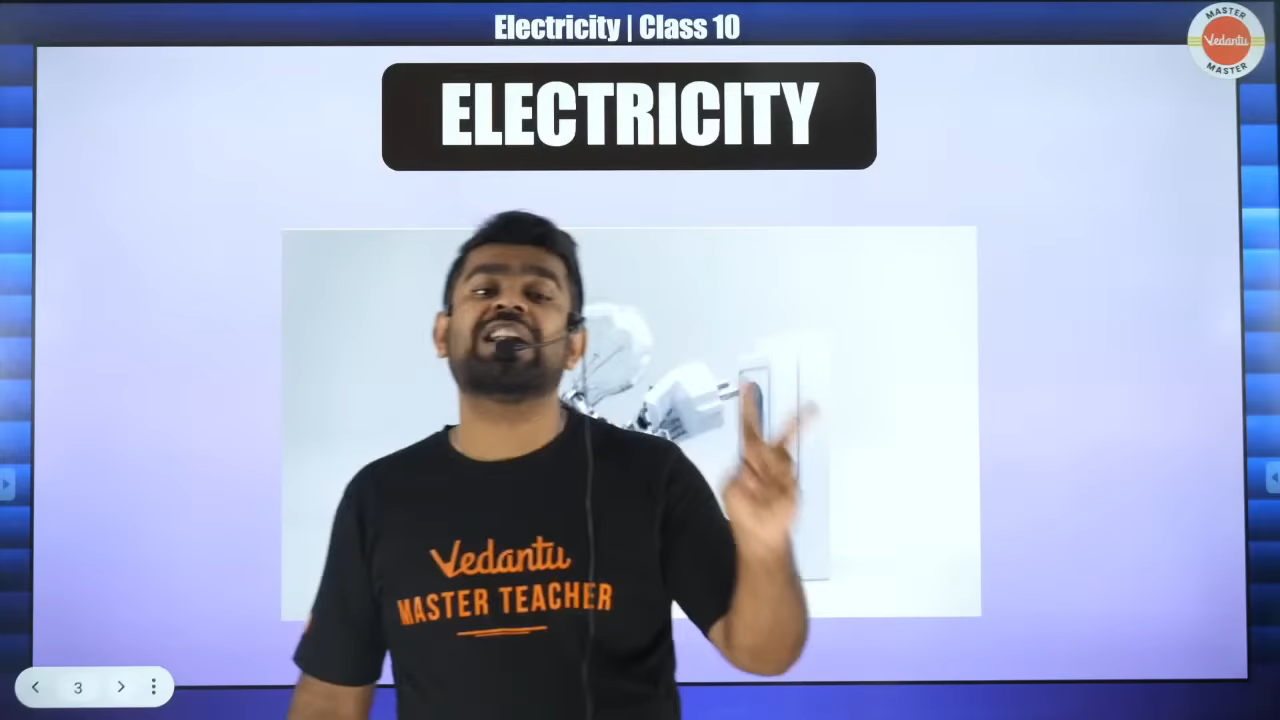 Electricity | Class 10
MASTER
Vedantu
MASTER
ELECTRICITY
Vedantu
MASTER TEACHER
3